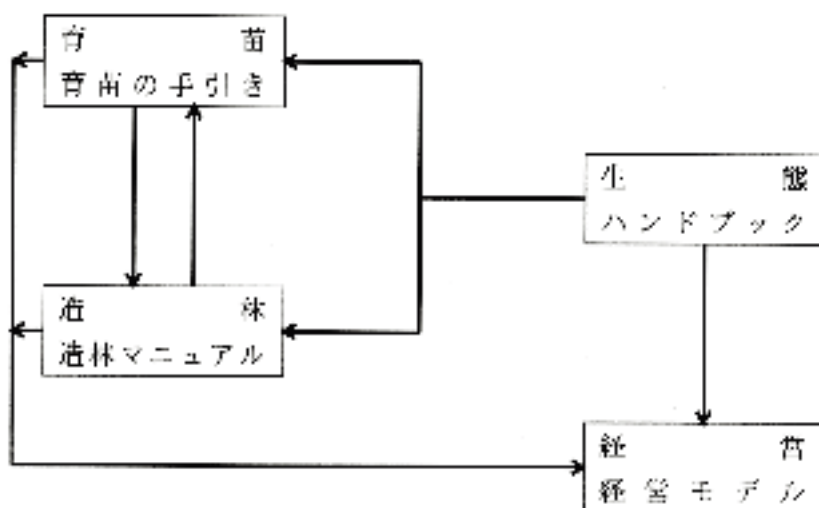 育 苗
育苗の手引き
生 態
ハンドブック
造 林
造林マニュアル
経 営
経営モデル